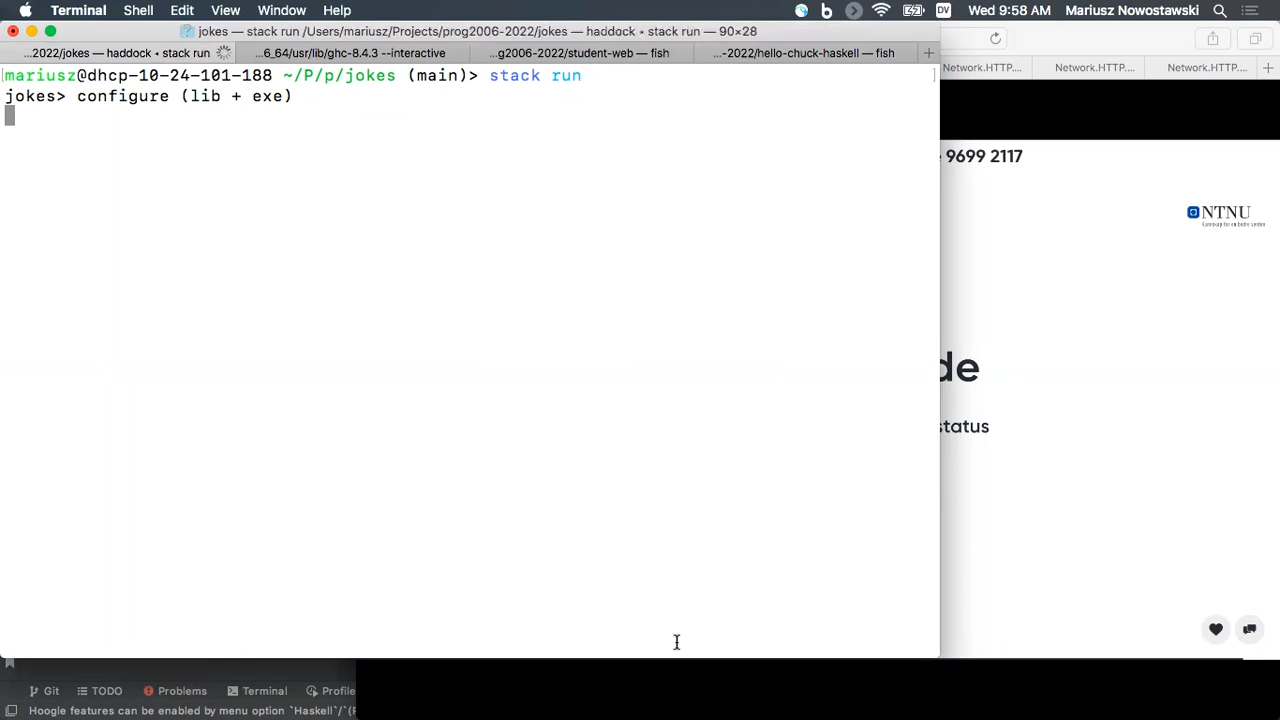 Terminal Shell Edit View Window Help DV Wed 9:58 AM Mariusz Nowostawski
jokes — stack run /Users/mariusz/Projects/prog2006-2022/jokes — haddock • stack run — 90×28
...2022/jokes — haddock • stack run ...6_64/usr/lib/ghc-8.4.3 --interactive ...g2006-2022/student-web — fish ...-2022/hello-chuck-haskell — fish
Network.HTTP.... Network.HTTP.... Network.HTTP....
mariusz@dhcp-10-24-101-188 ~/P/p/jokes (main)> stack run
jokes> configure (lib + exe)
9699 2117
NTNU
de
status
Git TODO Problems Terminal Profile
Hoogle features can be enabled by menu option `Haskell`/`(P